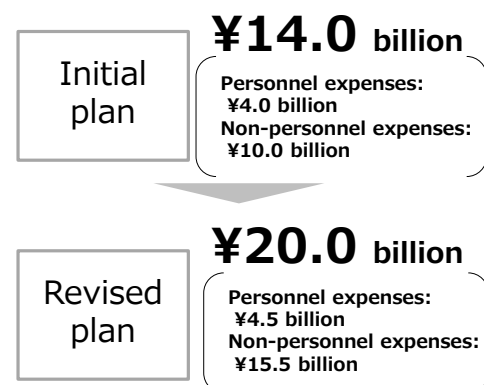 Initial
plan
¥14.0 billion
Personnel expenses:
¥4.0 billion
Non-personnel expenses:
¥10.0 billion
Revised
plan
¥20.0 billion
Personnel expenses:
¥4.5 billion
Non-personnel expenses:
¥15.5 billion